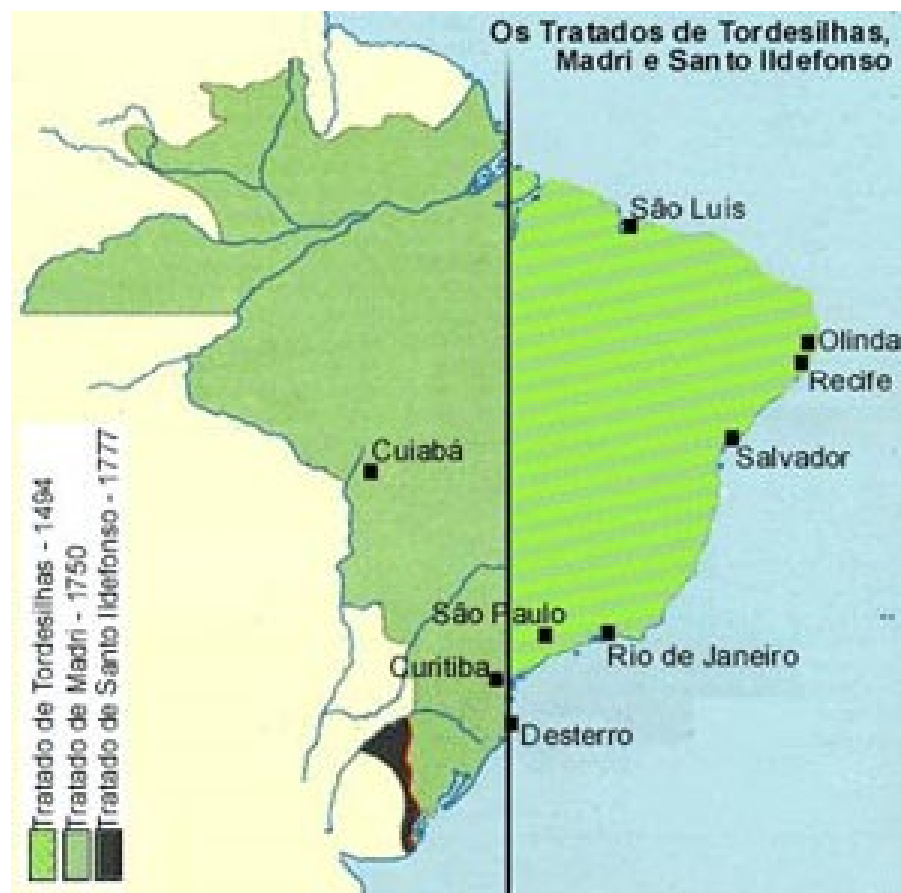 Os Tratados de Tordesilhas,
Madri e Santo Ildefonso
São Luis
Olinda
Recife
Salvador
Cuiabá
São Paulo
Rio de Janeiro
Curitiba
Desterro
Tratado de Tordesilhas - 1494
Tratado de Madri - 1750
Tratado de Santo Ildefonso - 1777